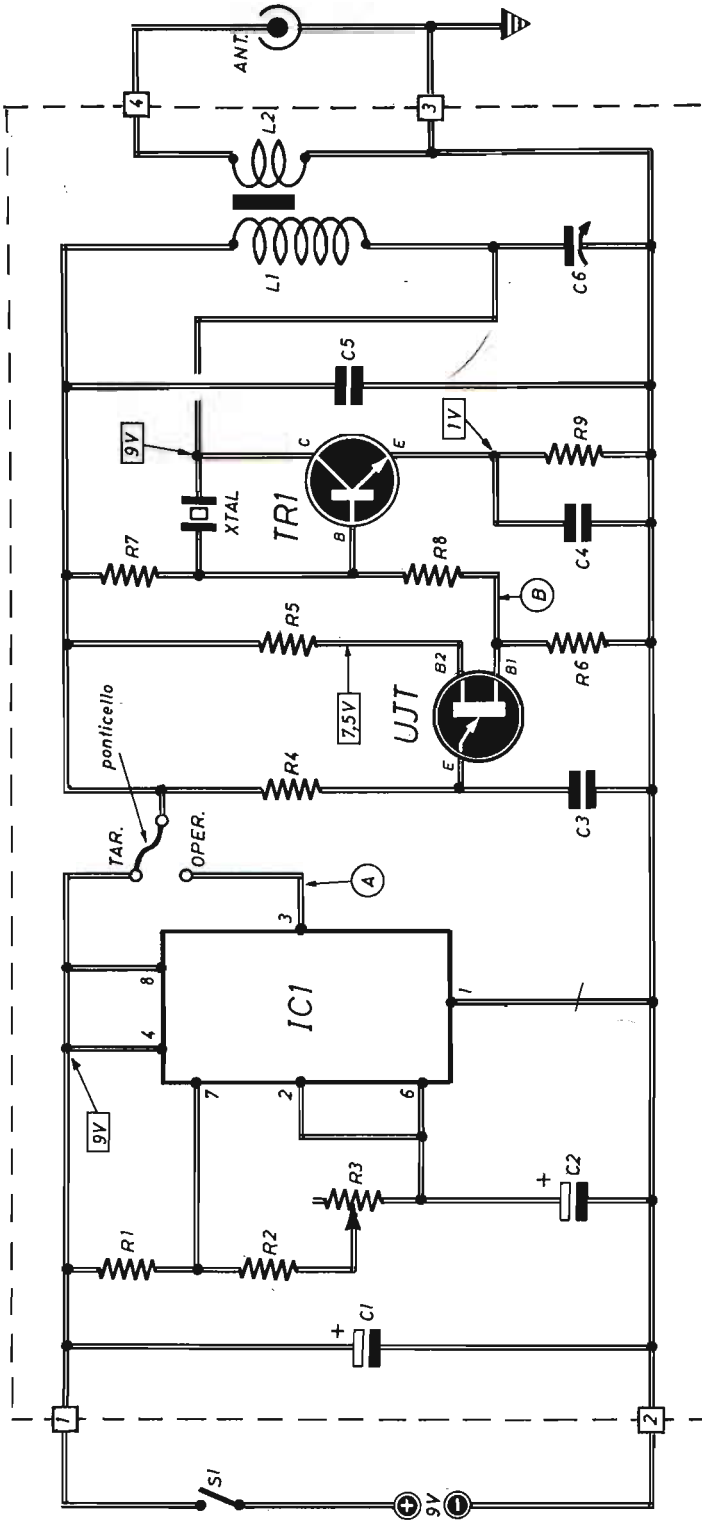 S1
9V
1
2
C1
+
R1
R2
R3
C2
+
9V
7
2
6
4
8
3
1
IC1
TAR.
OPER.
ponticello
A
R4
C3
UJT
E
B2
B1
R5
7,5V
R6
B
R7
R8
XTAL
9V
TR1
B
C
E
1V
C4
R9
C5
L1
L2
C6
4
3
ANT.